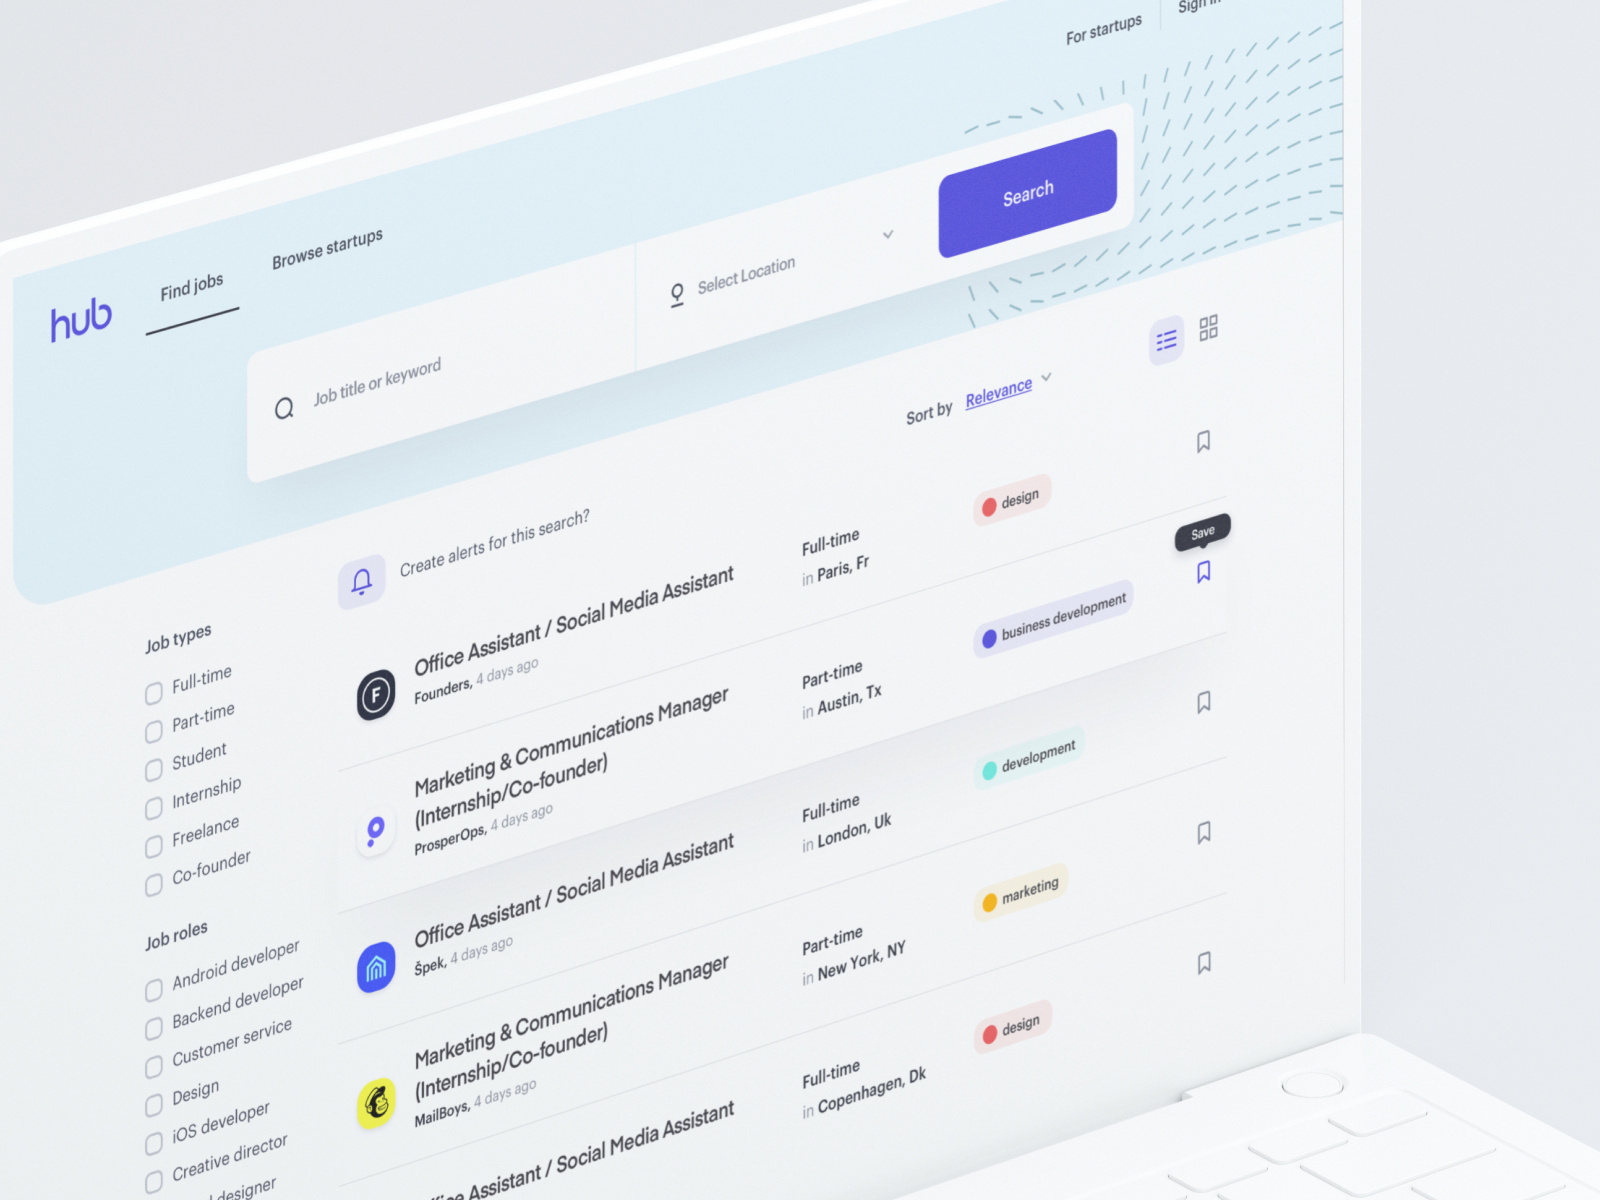 For startups
Sign in
hub
Find jobs
Browse startups
Job title or keyword
Select Location
Search
Sort by Relevance
Create alerts for this search?
Job types
Full-time
Part-time
Student
Internship
Freelance
Co-founder
Job roles
Android developer
Backend developer
Customer service
Design
iOS developer
Creative director
designer
F
Office Assistant / Social Media Assistant
Founders, 4 days ago
Full-time
in Paris, Fr
design
Marketing & Communications Manager
(Internship/Co-founder)
ProsperOps, 4 days ago
Part-time
in Austin, Tx
business development
Save
Office Assistant / Social Media Assistant
Špek, 4 days ago
Full-time
in London, Uk
development
Marketing & Communications Manager
(Internship/Co-founder)
MailBoys, 4 days ago
Part-time
in New York, NY
marketing
Office Assistant / Social Media Assistant
Full-time
in Copenhagen, Dk
design